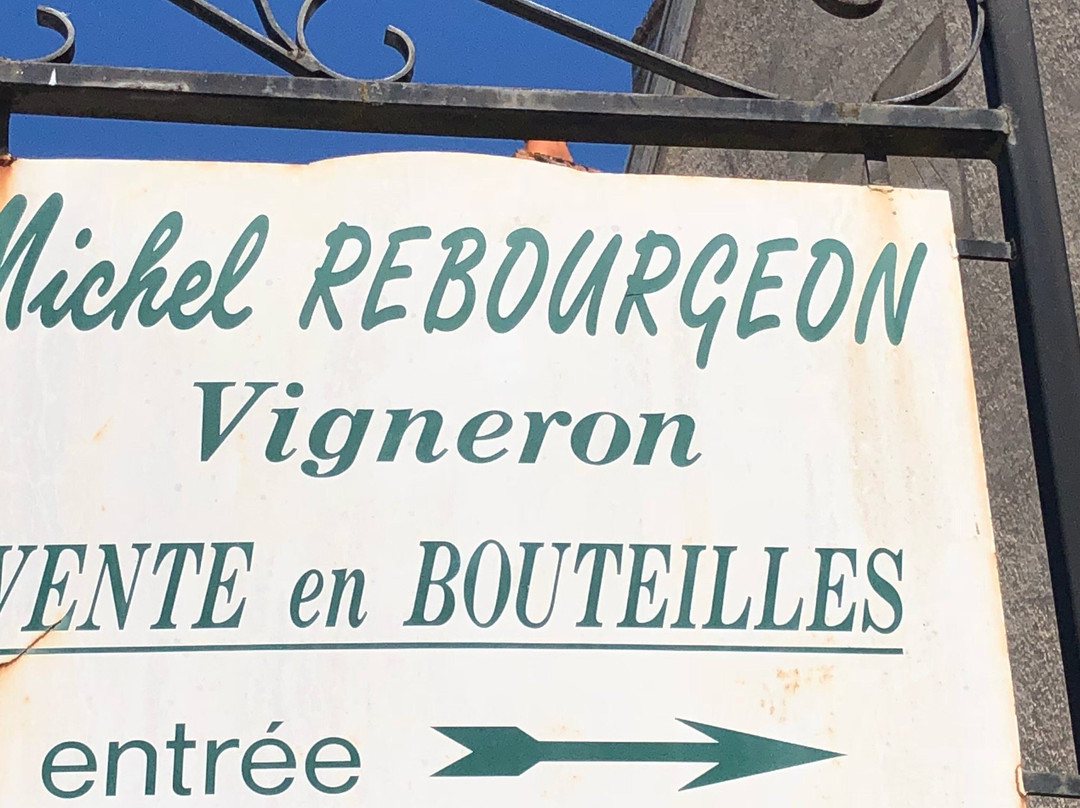 Michel REBOURGEON
Vigneron
VENTE en BOUTEILLES
entrée